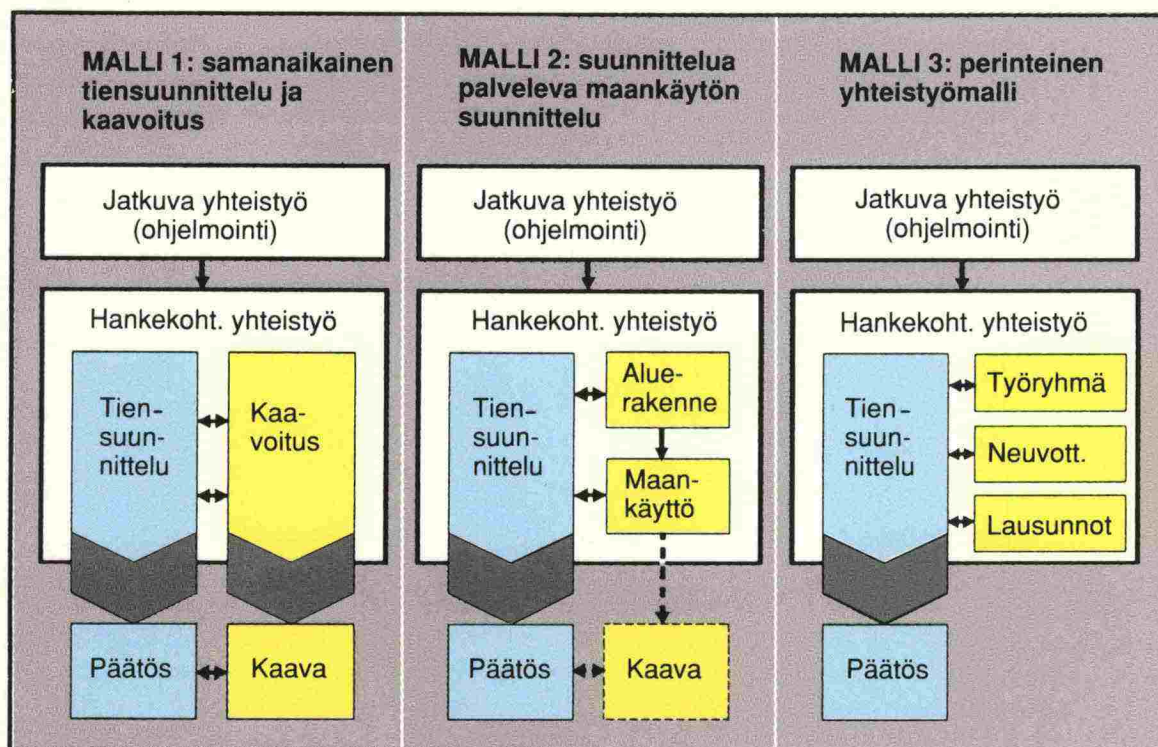 MALLI 1: samanaikainen
tiensuunnittelu ja
kaavoitus
Jatkuva yhteistyö
(ohjelmointi)
Hankekoht. yhteistyö
Tien-
suun-
nittelu
Kaa-
voitus
Päätös
Kaava
MALLI 2: suunnittelua
palveleva maankäytön
suunnittelu
Jatkuva yhteistyö
(ohjelmointi)
Hankekoht. yhteistyö
Tien-
suun-
nittelu
Alue-
rakenne
Maan-
käyttö
Päätös
Kaava
MALLI 3: perinteinen
yhteistyömalli
Jatkuva yhteistyö
(ohjelmointi)
Hankekoht. yhteistyö
Tien-
suun-
nittelu
Työryhmä
Neuvott.
Lausunnot
Päätös